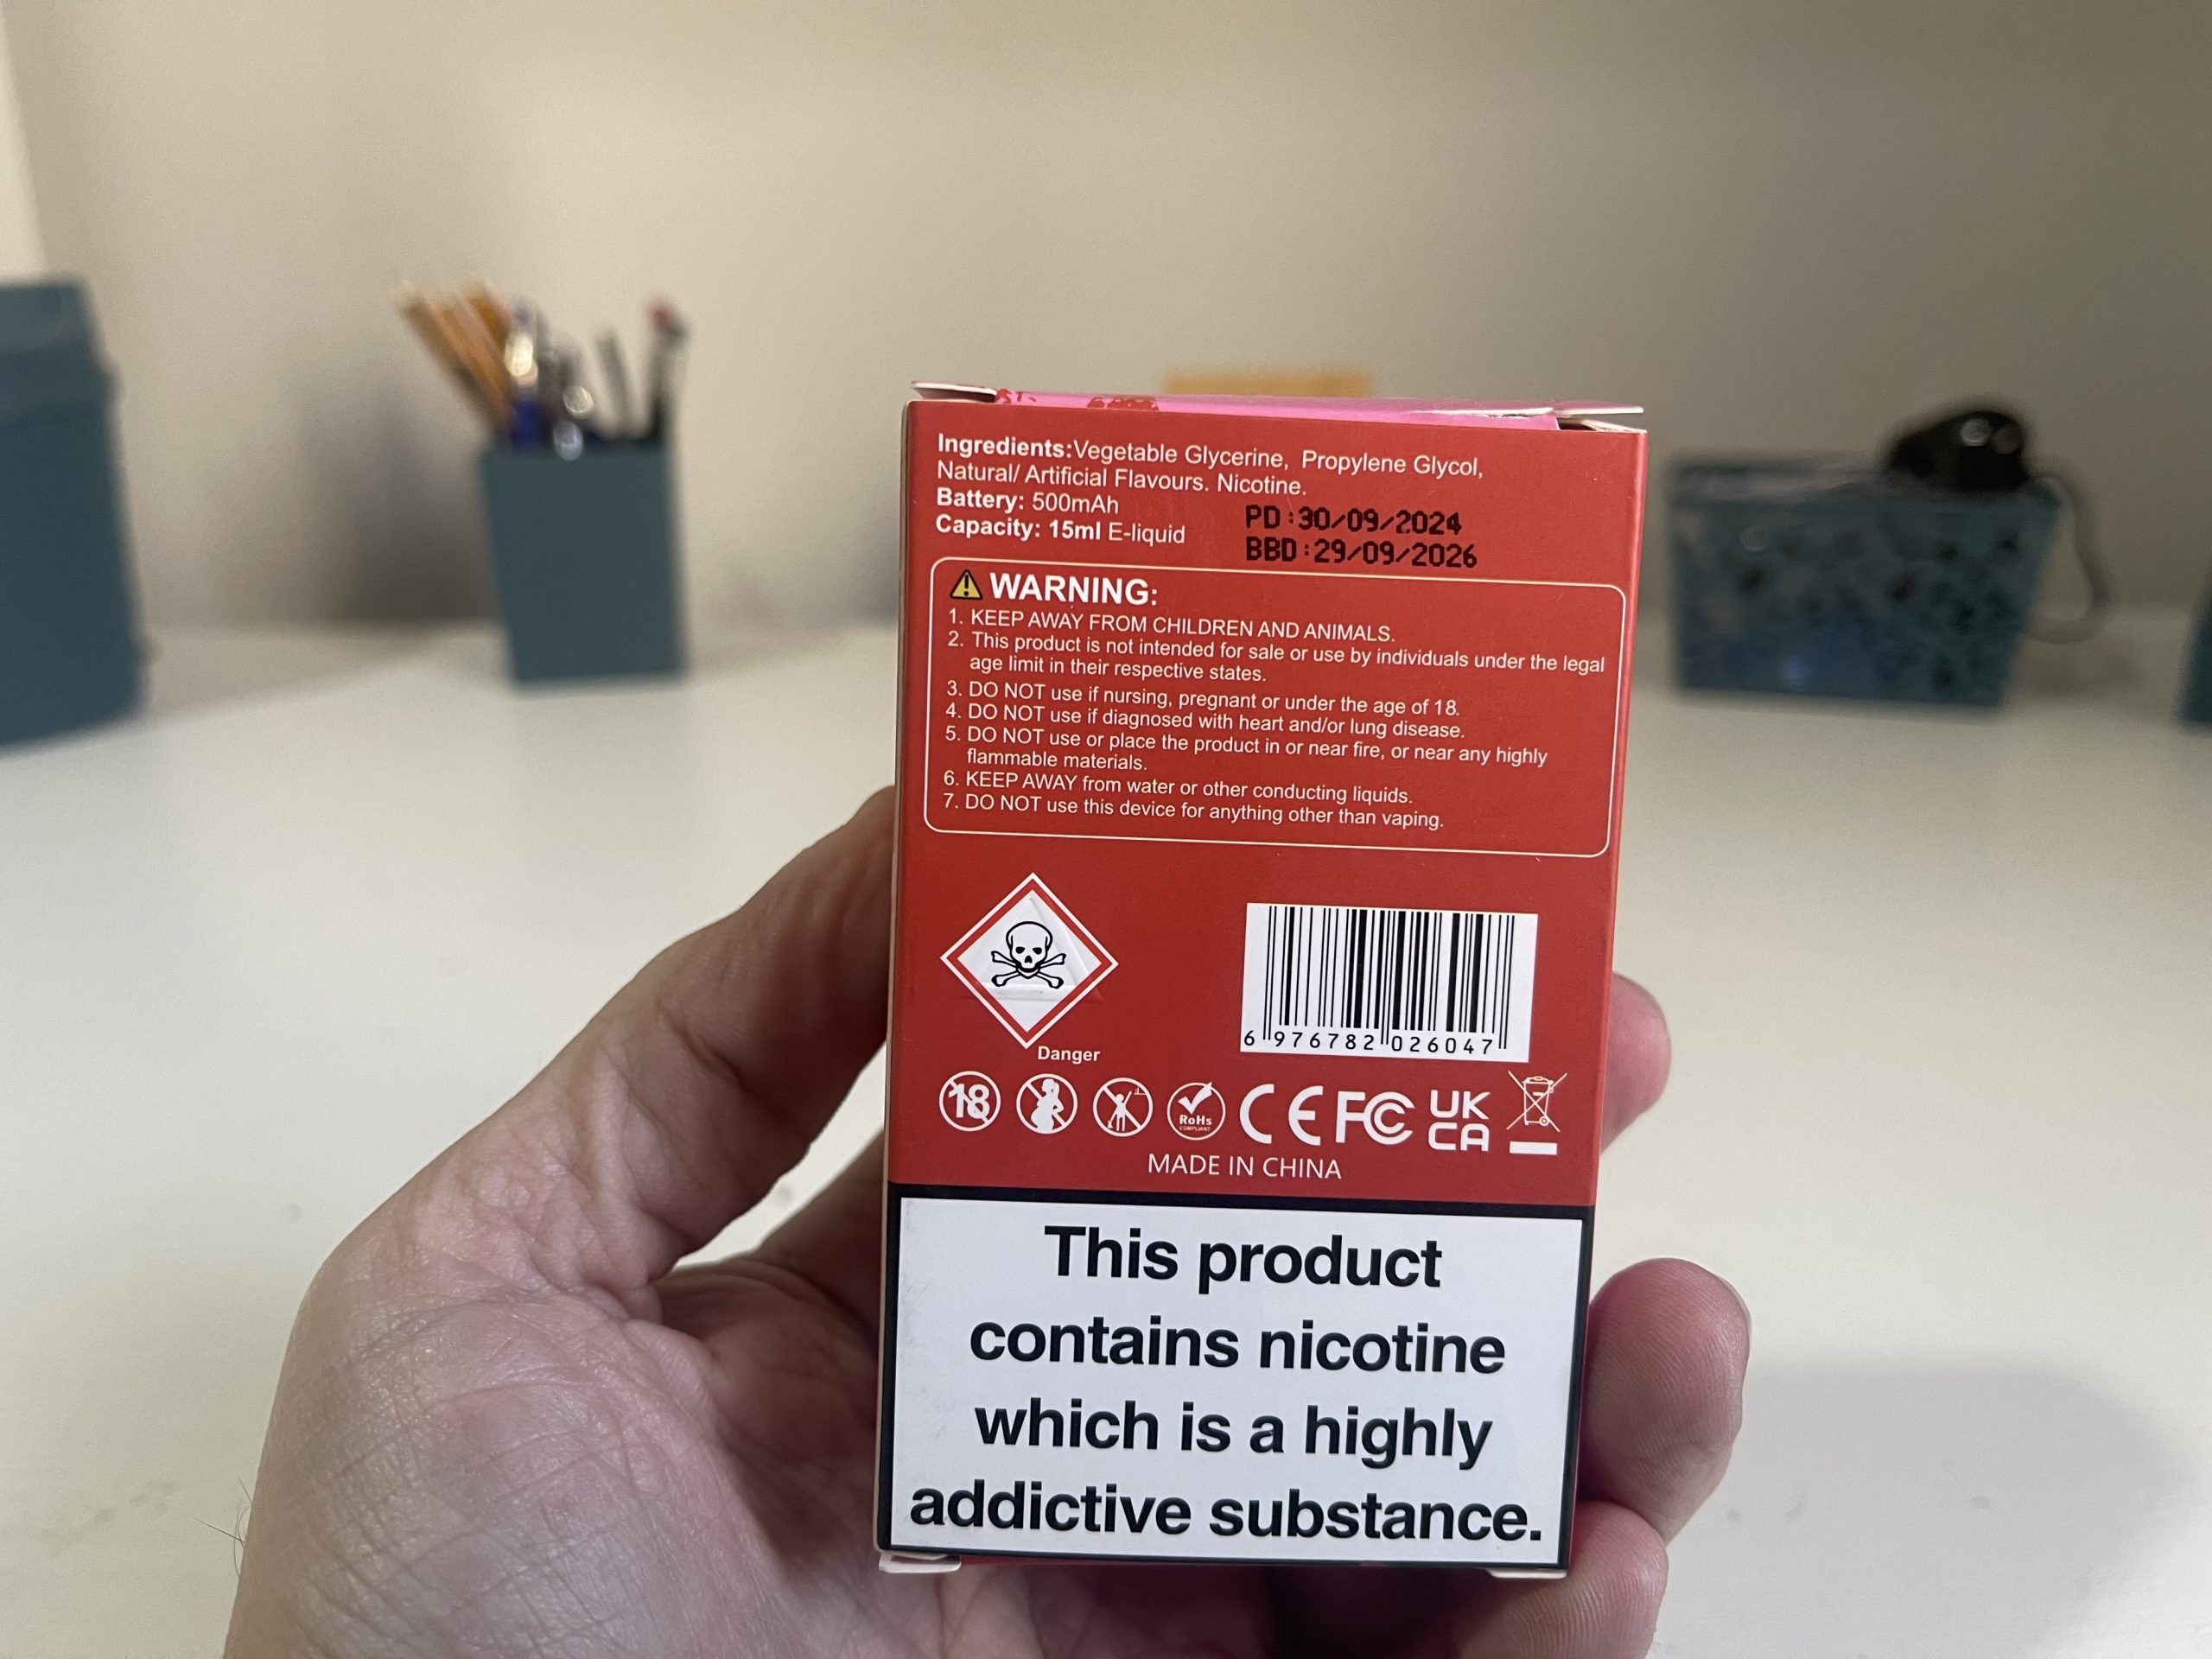 Ingredients:Vegetable Glycerine, Propylene Glycol,
Natural/ Artificial Flavours. Nicotine.
Battery: 500mAh
Capacity: 15ml E-liquid
PD:30/09/2024
BBD:29/09/2026
WARNING:
1. KEEP AWAY FROM CHILDREN AND ANIMALS.
2. This product is not intended for sale or use by individuals under the legal
age limit in their respective states.
3. DO NOT use if nursing, pregnant or under the age of 18.
4. DO NOT use if diagnosed with heart and/or lung disease.
5. DO NOT use or place the product in or near fire, or near any highly
flammable materials.
6. KEEP AWAY from water or other conducting liquids.
7. DO NOT use this device for anything other than vaping.
Danger
6 976782 026047
18
RoHS
COMPLIANT
CE FC UK
CA
MADE IN CHINA
This product
contains nicotine
which is a highly
addictive substance.